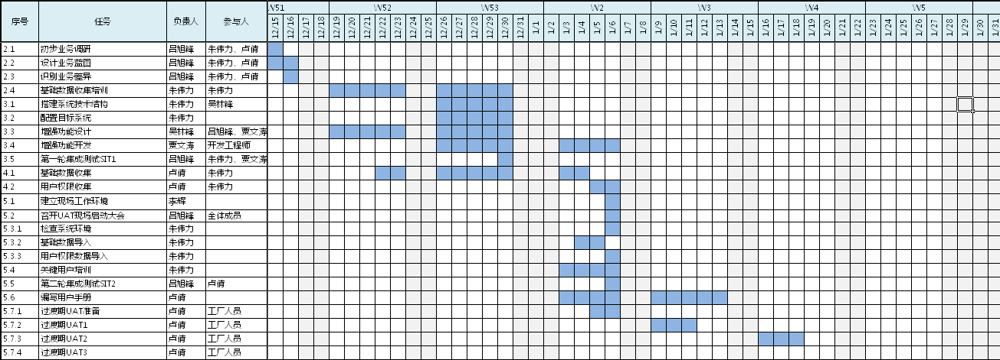 W51 W52 W53 W2 W3 W4 W5
序号 任务 负责人 参与人 12/15 12/16 12/17 12/18 12/19 12/20 12/21 12/22 12/23 12/24 12/25 12/26 12/27 12/28 12/29 12/30 12/31 1/1 1/2 1/3 1/4 1/5 1/6 1/7 1/8 1/9 1/10 1/11 1/12 1/13 1/14 1/15 1/16 1/17 1/18 1/19 1/20 1/21 1/22 1/23 1/24 1/25 1/26 1/27 1/28 1/29 1/30 1/31
2.1 初步业务调研 吕旭锋 朱伟力、卢倩
2.2 设计业务蓝图 吕旭锋 朱伟力、卢倩
2.3 识别业务差异 吕旭锋 朱伟力、卢倩
2.4 基础数据收集培训 朱伟力 朱伟力
3.1 搭建系统技术结构 朱伟力 吴林锋
3.2 配置目标系统 朱伟力
3.3 增强功能设计 吴林锋 吕旭锋、贾文涛
3.4 增强功能开发 贾文涛 开发工程师
3.5 第一轮集成测试SIT1 吕旭锋 朱伟力、贾文涛
4.1 基础数据收集 卢倩 朱伟力
4.2 用户权限收集 卢倩 朱伟力
5.1 建立现场工作环境 李辉
5.2 召开UAT现场启动大会 吕旭锋 全体成员
5.3.1 检查系统环境 朱伟力
5.3.2 基础数据导入 朱伟力
5.3.3 用户权限数据导入 朱伟力
5.4 关键用户培训 朱伟力
5.5 第二轮集成测试SIT2 吕旭锋 卢倩
5.6 编写用户手册 卢倩
5.7.1 过度期UAT准备 卢倩 工厂人员
5.7.2 过度期UAT1 卢倩 工厂人员
5.7.3 过度期UAT2 卢倩 工厂人员
5.7.4 过度期UAT3 卢倩 工厂人员